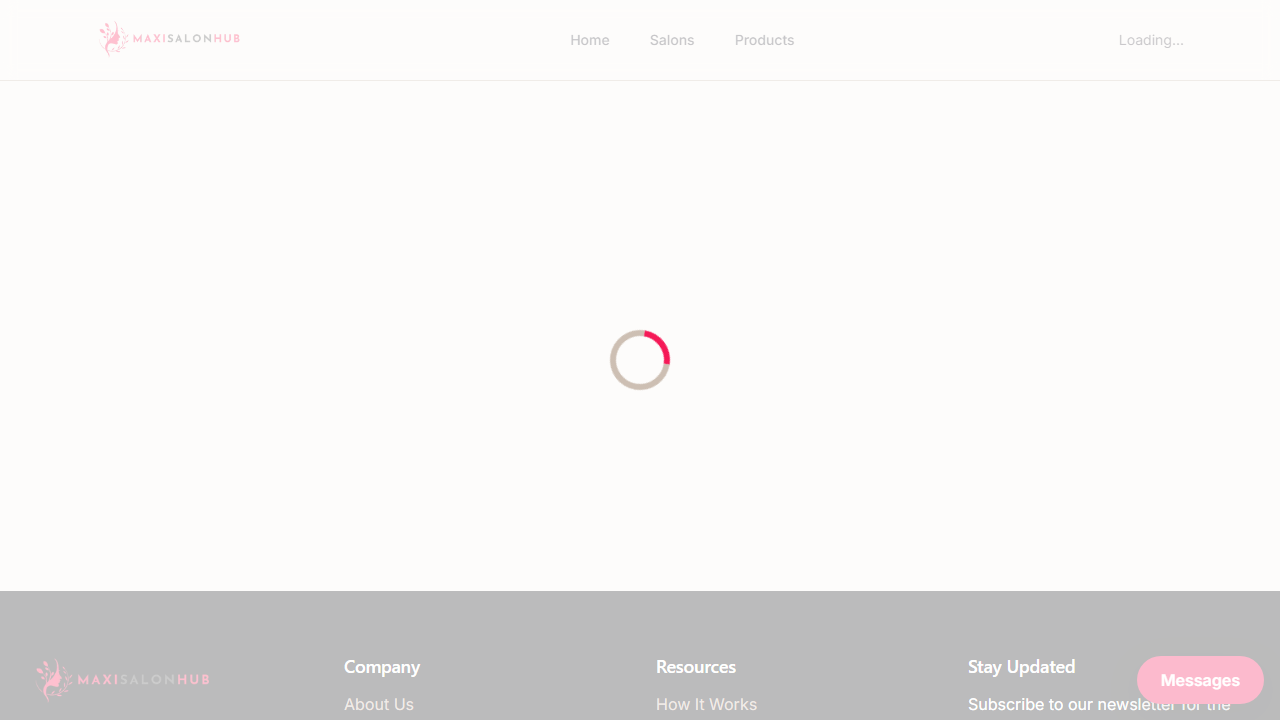 MAXISALONHUB
Home
Salons
Products
Loading...
MAXISALONHUB
Company
About Us
Resources
How It Works
Stay Updated
Subscribe to our newsletter for the
Messages